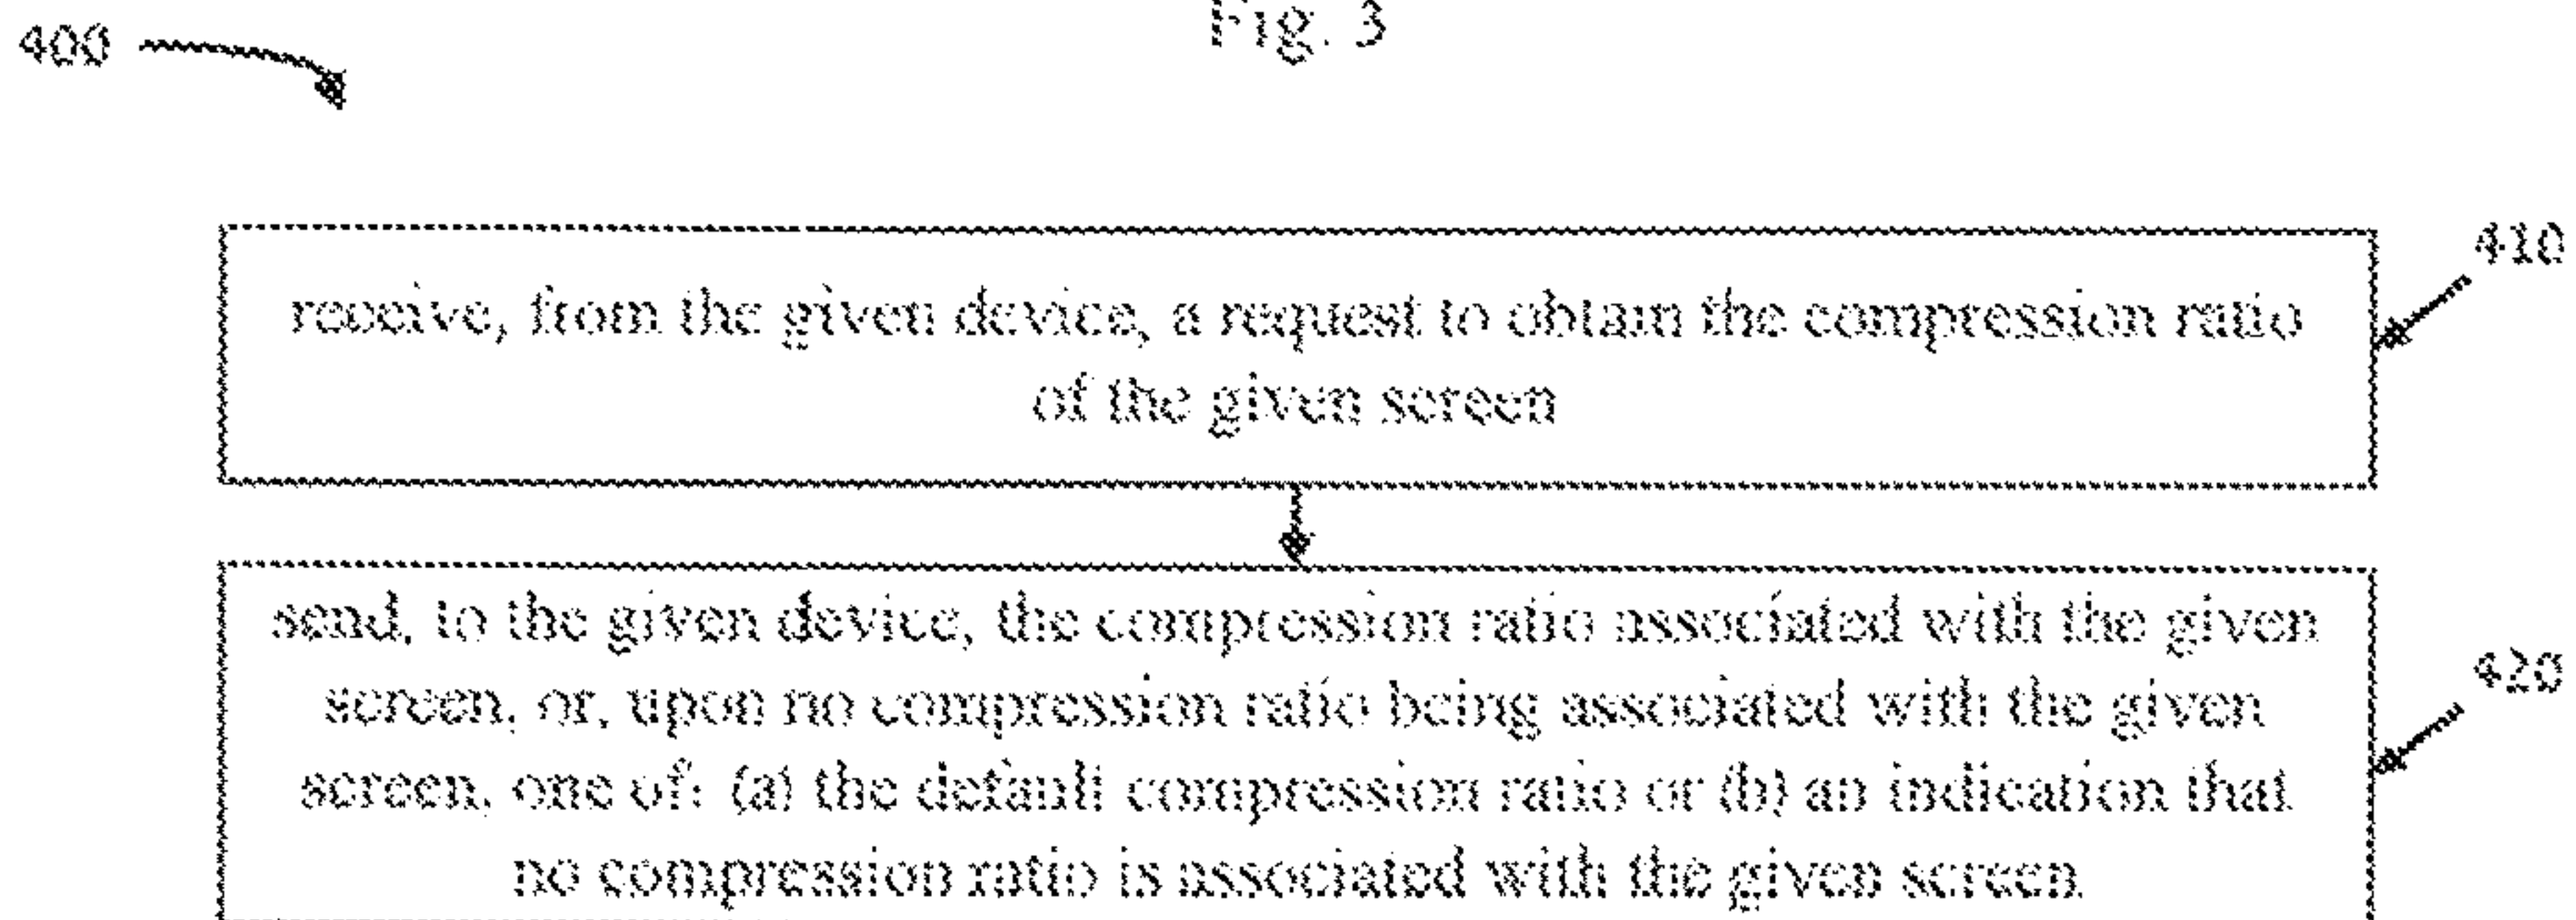 Fig. 3
400
410
receive, from the given device, a request to obtain the compression ratio
of the given screen
send, to the given device, the compression ratio associated with the given
screen, or, upon no compression ratio being associated with the given
420
screen, one of: (a) the default compression ratio or (b) an indication that
no compression ratio is associated with the given screen